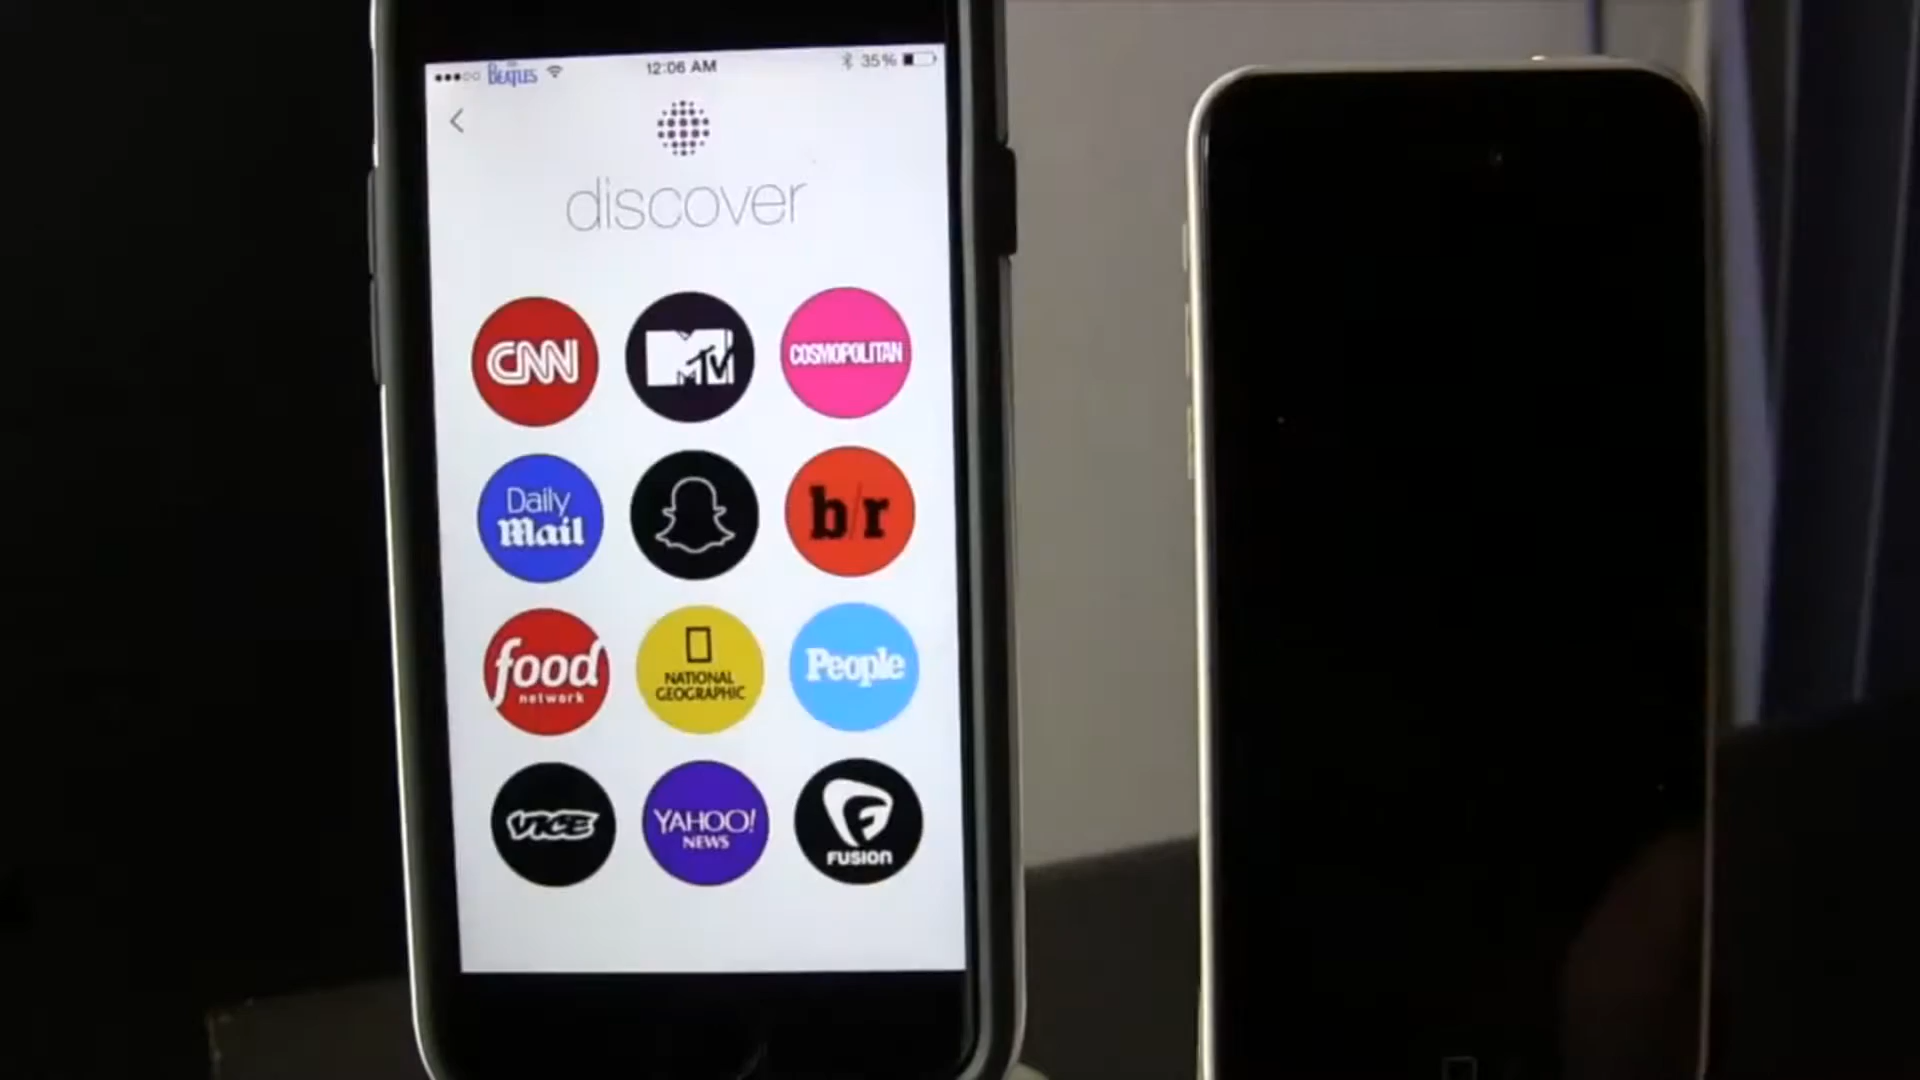 THE BEATLES 12:06 AM 35%
discover
CNN MTV COSMOPOLITAN
Daily Mail b/r
food network NATIONAL GEOGRAPHIC People
VICE YAHOO! NEWS F FUSION